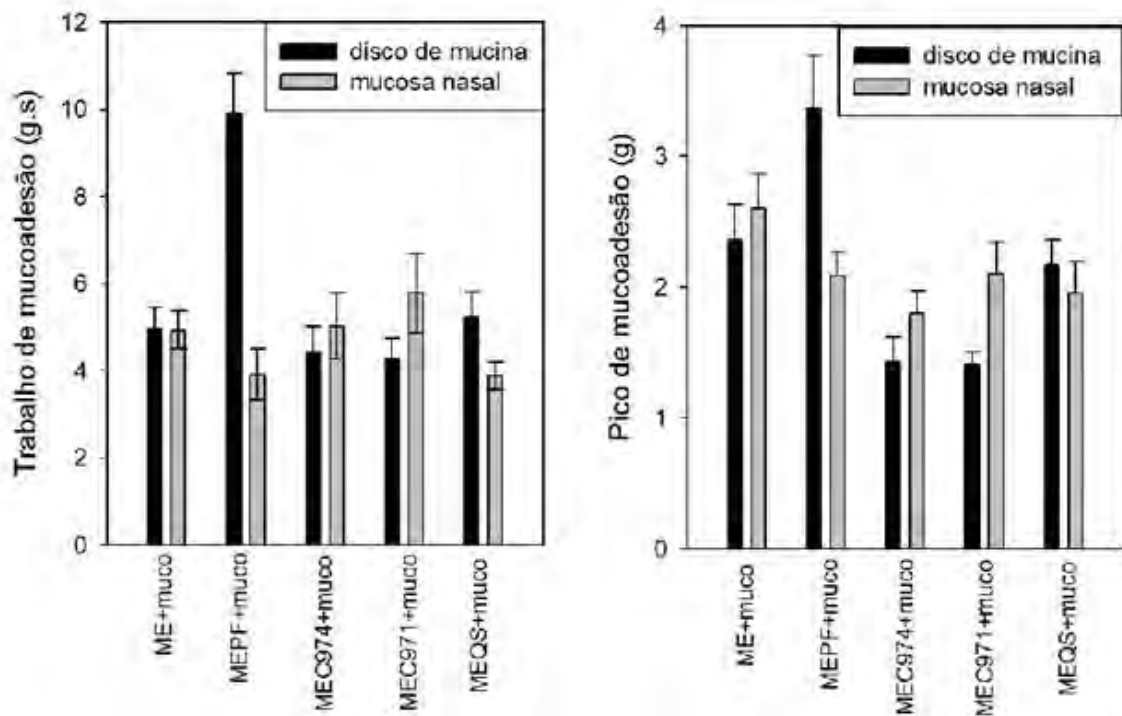 Trabalho de mucoadesão (g.s)
12
10
8
6
4
2
0
disco de mucina
mucosa nasal
ME+muco
MEPF+muco
MEC974+muco
MEC971+muco
MEQS+muco
Pico de mucoadesão (g)
4
3
2
1
0
disco de mucina
mucosa nasal
ME+muco
MEPF+muco
MEC974+muco
MEC971+muco
MEQS+muco